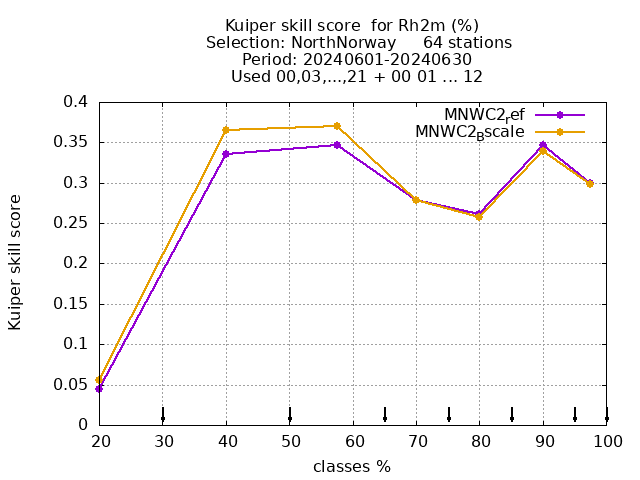 Kuiper skill score  for Rh2m (%)
Selection: NorthNorway     64 stations
Period: 20240601-20240630
Used 00,03,...,21 + 00 01 ... 12
MNWC2ref
MNWC2Bscale
0.4
0.35
0.3
0.25
0.2
0.15
0.1
0.05
0
Kuiper skill score
20 30 40 50 60 70 80 90 100
classes %